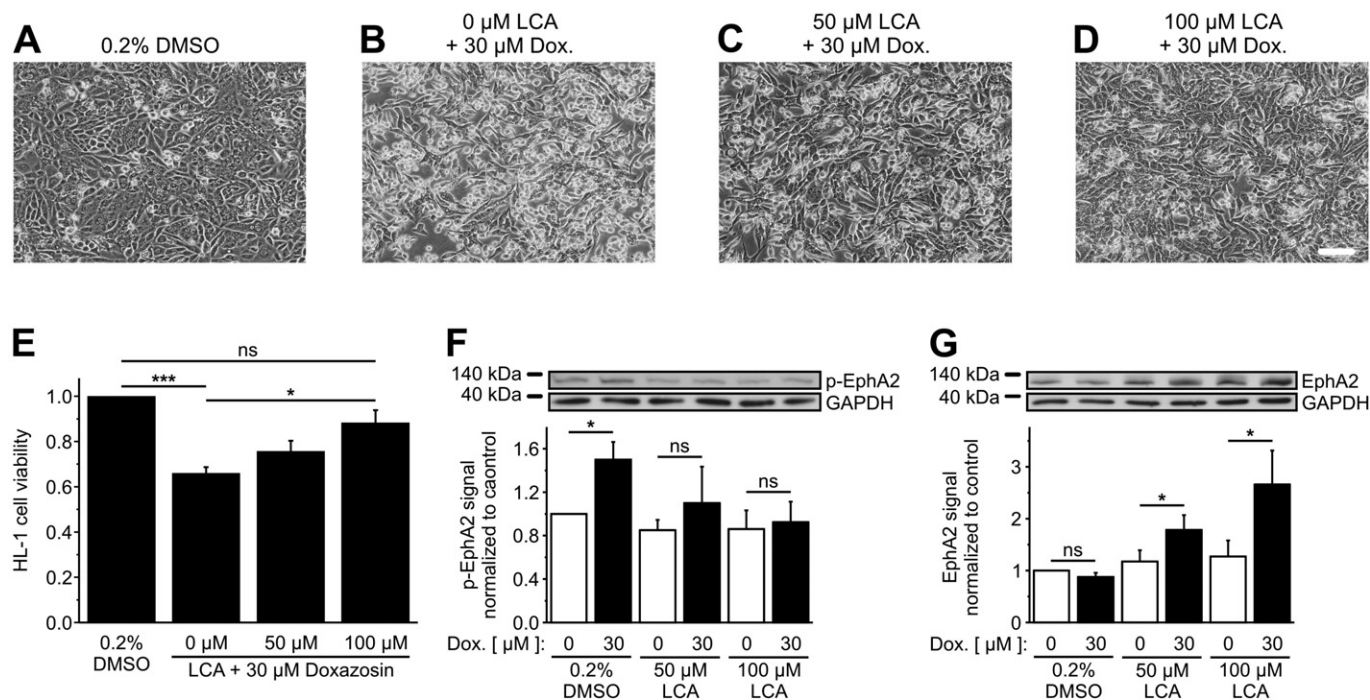 A
0.2% DMSO
B
0 µM LCA
+ 30 µM Dox.
C
50 µM LCA
+ 30 µM Dox.
D
100 µM LCA
+ 30 µM Dox.
E
ns
***
*
1.0
0.8
0.6
0.4
0.2
0.0
HL-1 cell viability
0.2%
DMSO
0 µM
50 µM
100 µM
LCA + 30 µM Doxazosin
F
140 kDa
40 kDa
p-EphA2
GAPDH
*
ns
ns
1.6
1.2
0.8
0.4
0.0
p-EphA2 signal
normalized to caontrol
Dox. [ µM ]:
0 30 0 30 0 30
0.2%
DMSO
50 µM
LCA
100 µM
LCA
G
140 kDa
40 kDa
EphA2
GAPDH
ns
*
*
3
2
1
0
EphA2 signal
normalized to control
Dox. [ µM ]:
0 30 0 30 0 30
0.2%
DMSO
50 µM
LCA
100 µM
LCA